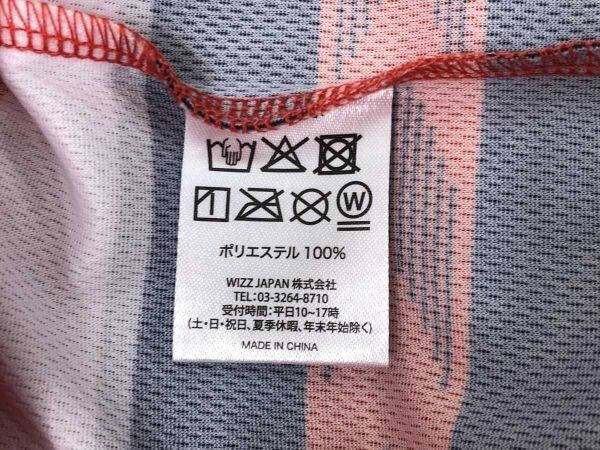 W
ポリエステル 100%
WIZZ JAPAN 株式会社
TEL:03-3264-8710
受付時間:平日10~17時
(土・日・祝日、夏季休暇、年末年始除く)
MADE IN CHINA